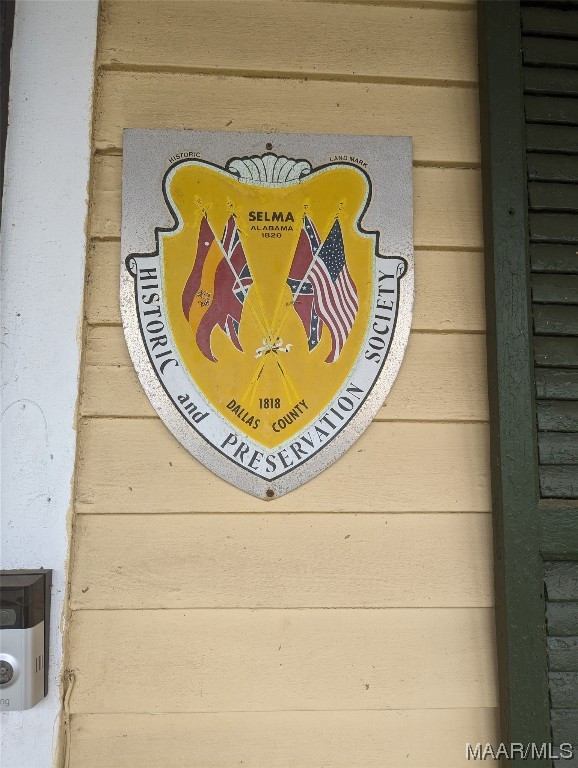 HISTORIC LAND MARK
SELMA
ALABAMA
1820
1818
DALLAS COUNTY
HISTORIC and PRESERVATION SOCIETY
MAAR/MLS